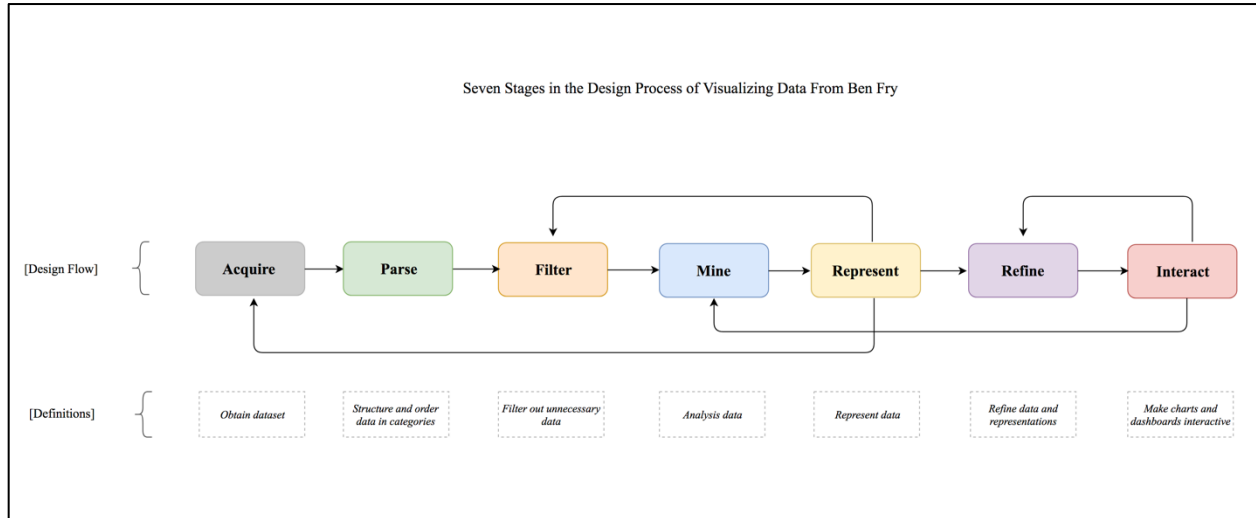 Seven Stages in the Design Process of Visualizing Data From Ben Fry
[Design Flow]
Acquire
Parse
Filter
Mine
Represent
Refine
Interact
[Definitions]
Obtain dataset
Structure and order
data in categories
Filter out unnecessary
data
Analysis data
Represent data
Refine data and
representations
Make charts and
dashboards interactive